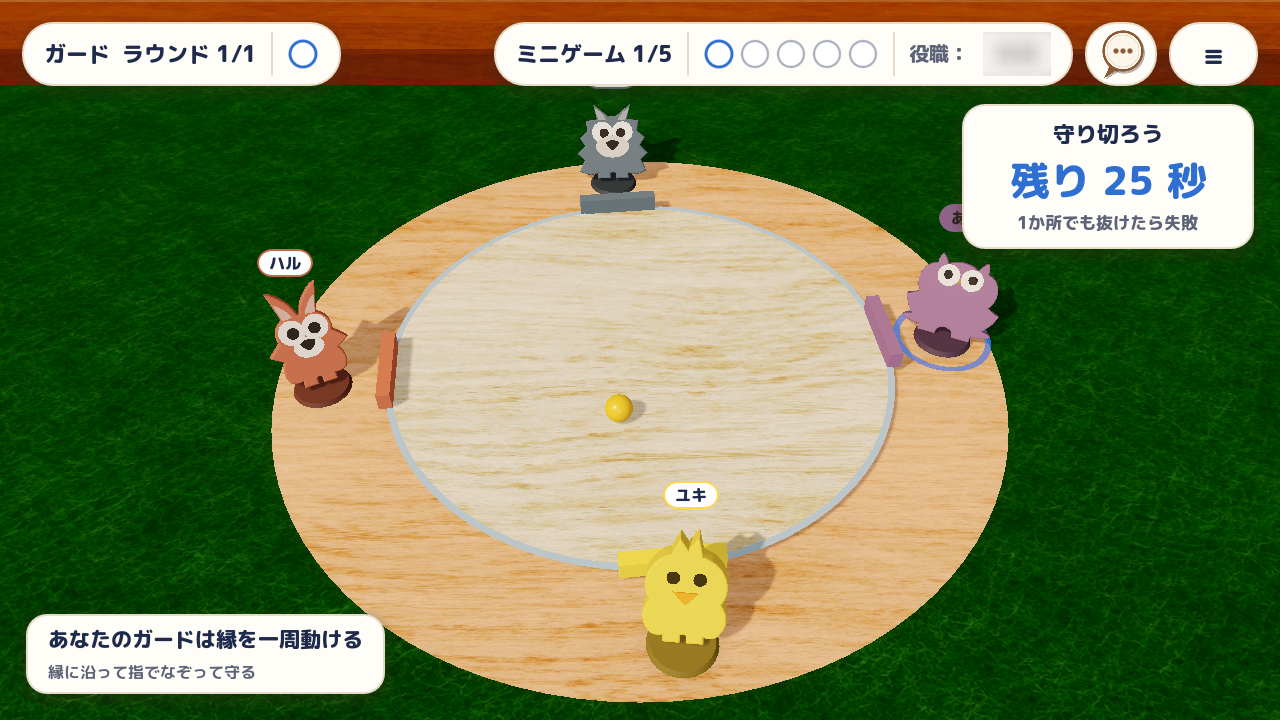 ガード ラウンド 1/1
ミニゲーム 1/5
役職：
守り切ろう
残り 25 秒
1か所でも抜けたら失敗
あ
ハル
ユキ
あなたのガードは縁を一周動ける
縁に沿って指でなぞって守る